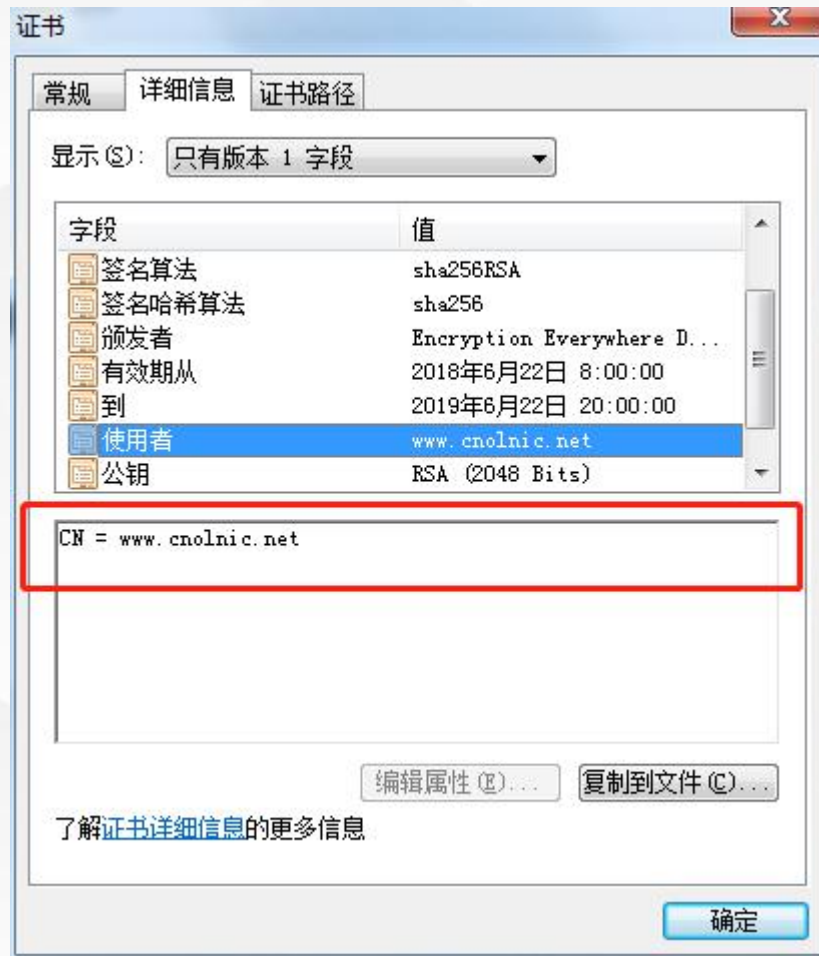 证书
常规 详细信息 证书路径
显示(S): 只有版本 1 字段
字段 值
签名算法 sha256RSA
签名哈希算法 sha256
颁发者 Encryption Everywhere D...
有效期从 2018年6月22日 8:00:00
到 2019年6月22日 20:00:00
使用者 www.cnolnic.net
公钥 RSA (2048 Bits)
CN = www.cnolnic.net
编辑属性(E)... 复制到文件(C)...
了解证书详细信息的更多信息
确定